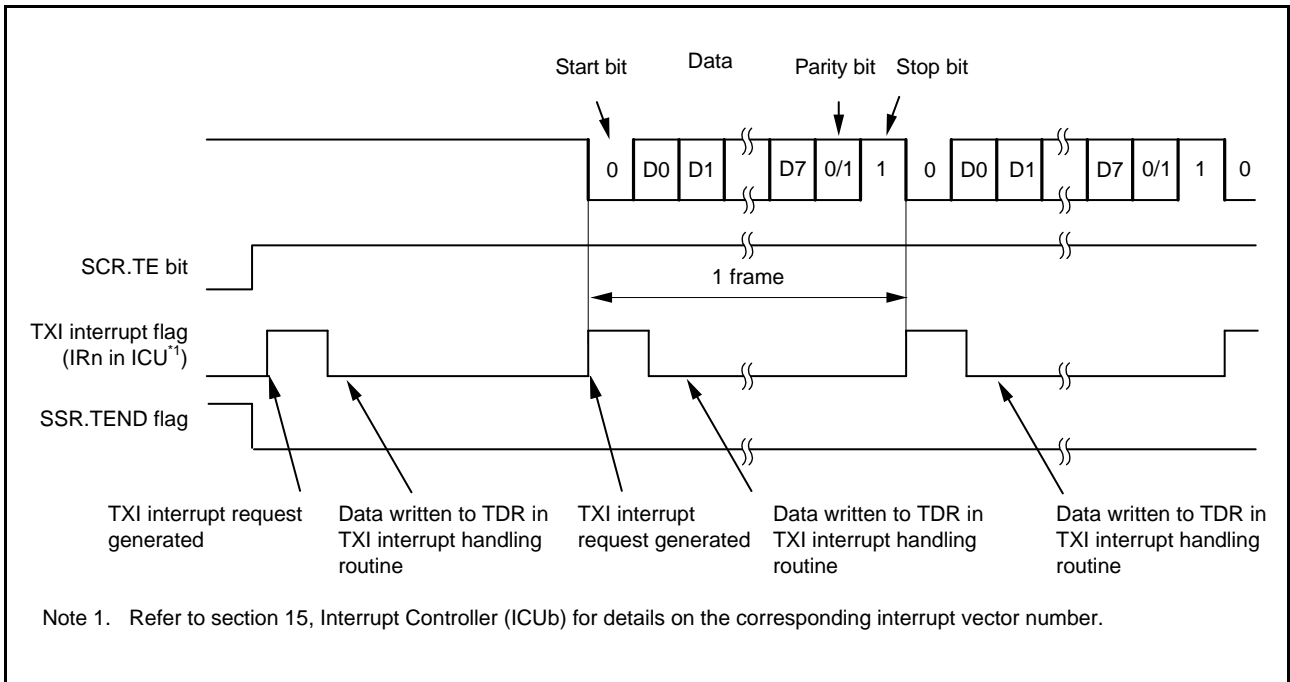 Start bit Data Parity bit Stop bit
0 D0 D1 D7 0/1 1 0 D0 D1 D7 0/1 1 0
SCR.TE bit
1 frame
TXI interrupt flag
(IRn in ICU*1)
SSR.TEND flag
TXI interrupt request
generated
Data written to TDR in
TXI interrupt handling
routine
TXI interrupt
request generated
Data written to TDR in
TXI interrupt handling
routine
Data written to TDR in
TXI interrupt handling
routine
Note 1. Refer to section 15, Interrupt Controller (ICUb) for details on the corresponding interrupt vector number.